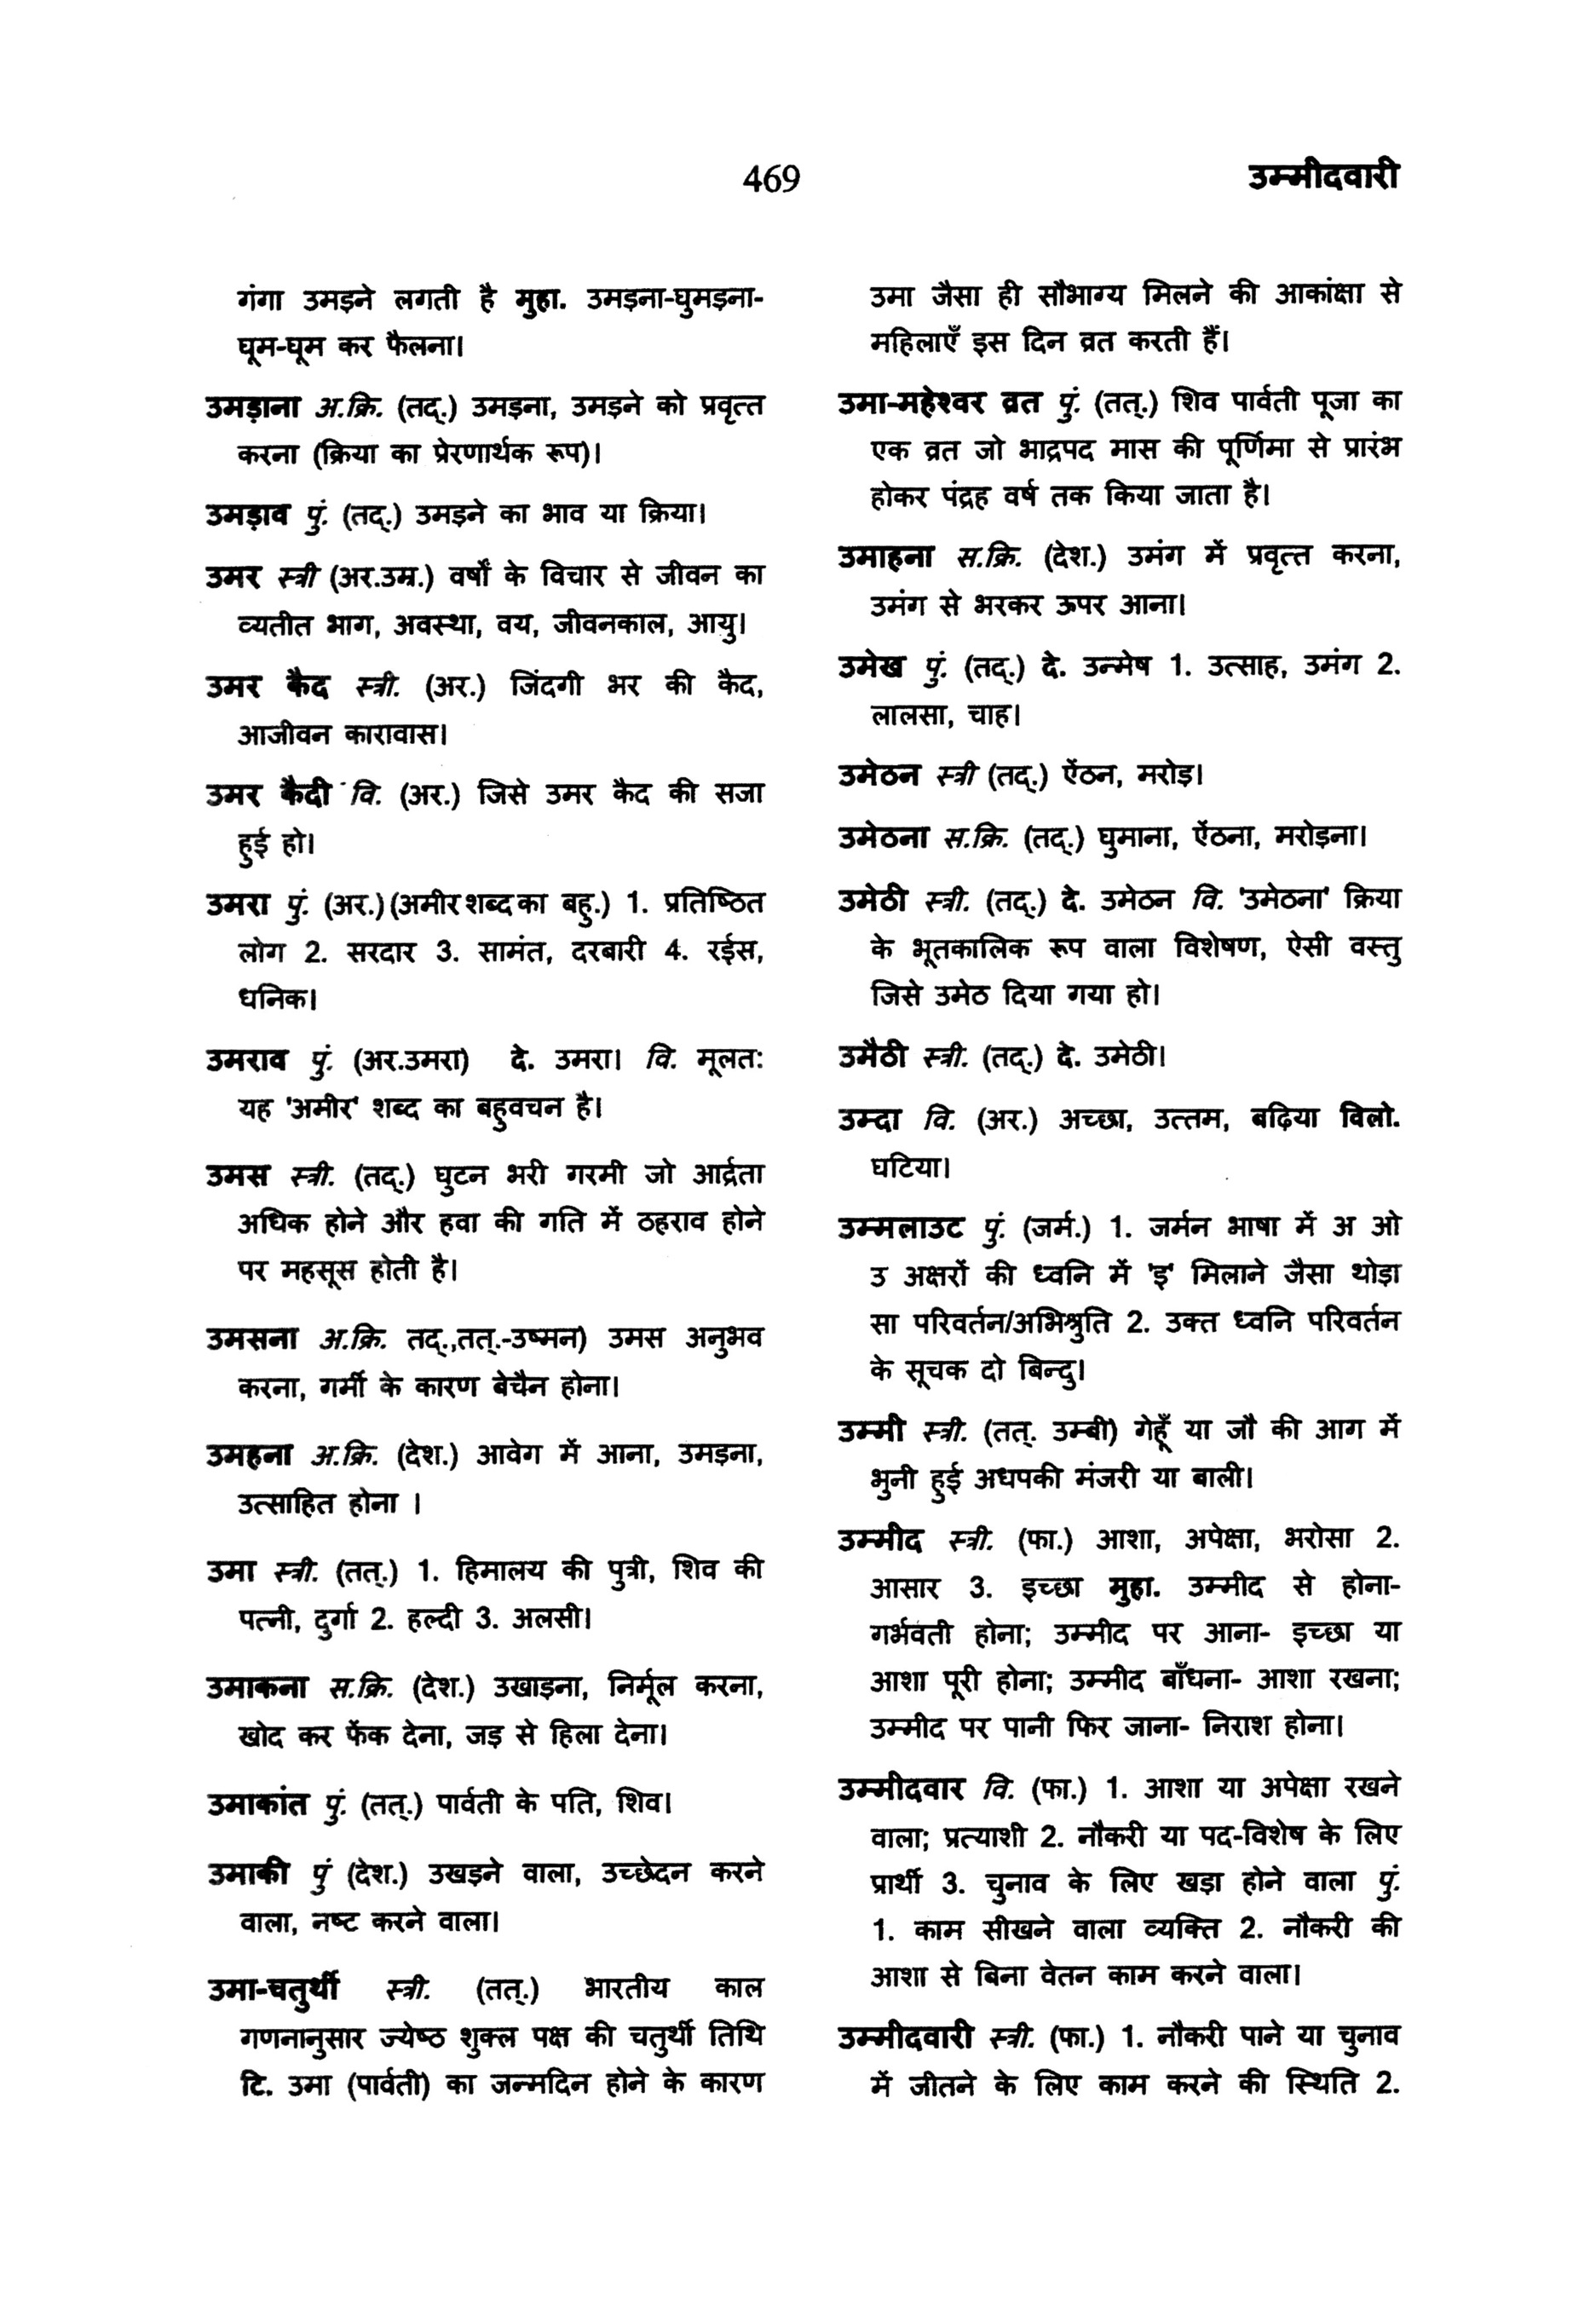 469
उम्मीदवारी
गंगा उमड़ने लगती है मुहा. उमड़ना-घुमड़ना-
घूम-घूम कर फैलना।
उमड़ाना अ.क्रि. (तद्.) उमड़ना, उमड़ने को प्रवृत्त
करना (क्रिया का प्रेरणार्थक रूप)।
उमड़ाव पुं. (तद्.) उमड़ने का भाव या क्रिया।
उमर स्त्री (अर.उम्र.) वर्षों के विचार से जीवन का
व्यतीत भाग, अवस्था, वय, जीवनकाल, आयु।
उमर कैद स्त्री. (अर.) जिंदगी भर की कैद,
आजीवन कारावास।
उमर कैदी वि. (अर.) जिसे उमर कैद की सजा
हुई हो।
उमरा पुं. (अर.) (अमीर शब्द का बहु.) 1. प्रतिष्ठित
लोग 2. सरदार 3. सामंत, दरबारी 4. रईस,
धनिक।
उमराव पुं. (अर.उमरा) दे. उमरा। वि. मूलत:
यह 'अमीर' शब्द का बहुवचन है।
उमस स्त्री. (तद्.) घुटन भरी गरमी जो आर्द्रता
अधिक होने और हवा की गति में ठहराव होने
पर महसूस होती है।
उमसना अ.क्रि. तद्.,तत्.-उष्मन) उमस अनुभव
करना, गर्मी के कारण बेचैन होना।
उमहना अ.क्रि. (देश.) आवेग में आना, उमड़ना,
उत्साहित होना ।
उमा स्त्री. (तत्.) 1. हिमालय की पुत्री, शिव की
पत्नी, दुर्गा 2. हल्दी 3. अलसी।
उमाकना स.क्रि. (देश.) उखाड़ना, निर्मूल करना,
खोद कर फेंक देना, जड़ से हिला देना।
उमाकांत पुं. (तत्.) पार्वती के पति, शिव।
उमाकी पुं (देश.) उखड़ने वाला, उच्छेदन करने
वाला, नष्ट करने वाला।
उमा-चतुर्थी स्त्री. (तत्.) भारतीय काल
गणनानुसार ज्येष्ठ शुक्ल पक्ष की चतुर्थी तिथि
टि. उमा (पार्वती) का जन्मदिन होने के कारण
उमा जैसा ही सौभाग्य मिलने की आकांक्षा से
महिलाएँ इस दिन व्रत करती हैं।
उमा-महेश्वर व्रत पुं. (तत्.) शिव पार्वती पूजा का
एक व्रत जो भाद्रपद मास की पूर्णिमा से प्रारंभ
होकर पंद्रह वर्ष तक किया जाता है।
उमाहना स.क्रि. (देश.) उमंग में प्रवृत्त करना,
उमंग से भरकर ऊपर आना।
उमेख पुं. (तद्.) दे. उन्मेष 1. उत्साह, उमंग 2.
लालसा, चाह।
उमेठन स्त्री (तद्.) ऐंठन, मरोड़।
उमेठना स.क्रि. (तद्.) घुमाना, ऐंठना, मरोड़ना।
उमेठी स्त्री. (तद्.) दे. उमेठन वि. 'उमेठना' क्रिया
के भूतकालिक रूप वाला विशेषण, ऐसी वस्तु
जिसे उमेठ दिया गया हो।
उमैठी स्त्री. (तद्.) दे. उमेठी।
उम्दा वि. (अर.) अच्छा, उत्तम, बढ़िया विलो.
घटिया।
उम्मलाउट पुं. (जर्म.) 1. जर्मन भाषा में अ ओ
उ अक्षरों की ध्वनि में 'इ' मिलाने जैसा थोड़ा
सा परिवर्तन/अभिश्रुति 2. उक्त ध्वनि परिवर्तन
के सूचक दो बिन्दु।
उम्मी स्त्री. (तत्. उम्बी) गेहूँ या जौ की आग में
भुनी हुई अधपकी मंजरी या बाली।
उम्मीद स्त्री. (फा.) आशा, अपेक्षा, भरोसा 2.
आसार 3. इच्छा मुहा. उम्मीद से होना-
गर्भवती होना; उम्मीद पर आना- इच्छा या
आशा पूरी होना; उम्मीद बाँधना- आशा रखना;
उम्मीद पर पानी फिर जाना- निराश होना।
उम्मीदवार वि. (फा.) 1. आशा या अपेक्षा रखने
वाला; प्रत्याशी 2. नौकरी या पद-विशेष के लिए
प्रार्थी 3. चुनाव के लिए खड़ा होने वाला पुं.
1. काम सीखने वाला व्यक्ति 2. नौकरी की
आशा से बिना वेतन काम करने वाला।
उम्मीदवारी स्त्री. (फा.) 1. नौकरी पाने या चुनाव
में जीतने के लिए काम करने की स्थिति 2.